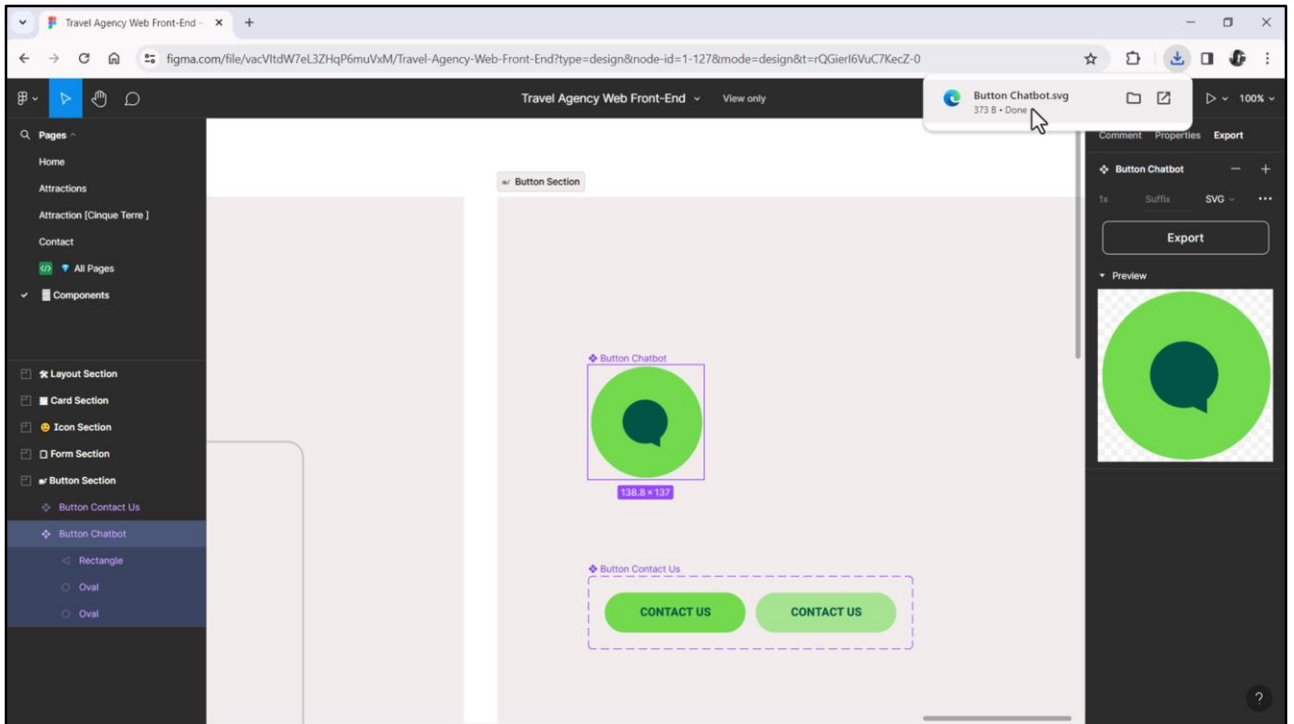 Travel Agency Web Front-End –
figma.com/file/vacVItdW7eL3ZHqP6muVxM/Travel-Agency-Web-Front-End?type=design&node-id=1-127&mode=design&t=rQGierI6VuC7KecZ-0
Travel Agency Web Front-End
View only
Button Chatbot.svg
373 B • Done
100%
Pages
Home
Attractions
Attraction [Cinque Terre ]
Contact
All Pages
Components
Layout Section
Card Section
Icon Section
Form Section
Button Section
Button Contact Us
Button Chatbot
Rectangle
Oval
Oval
Button Section
Button Chatbot
138.8 × 137
Button Contact Us
CONTACT US
CONTACT US
Comment Properties Export
Button Chatbot
1x Suffix SVG
Export
Preview
?